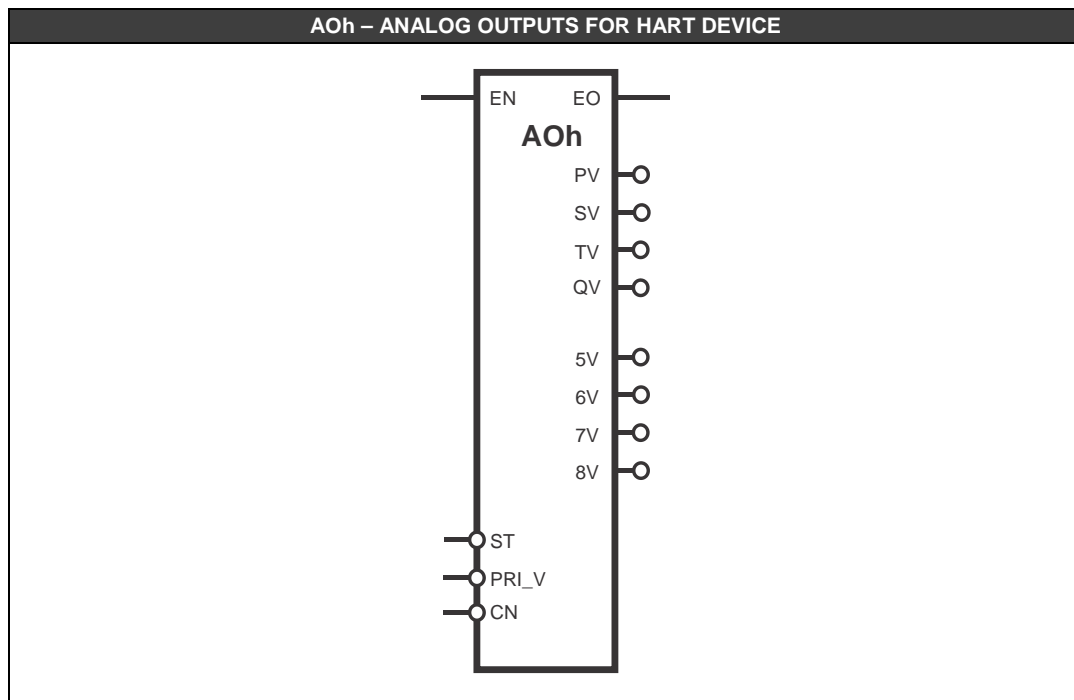 AOh – ANALOG OUTPUTS FOR HART DEVICE
EN EO
AOh
PV
SV
TV
QV
5V
6V
7V
8V
ST
PRI_V
CN